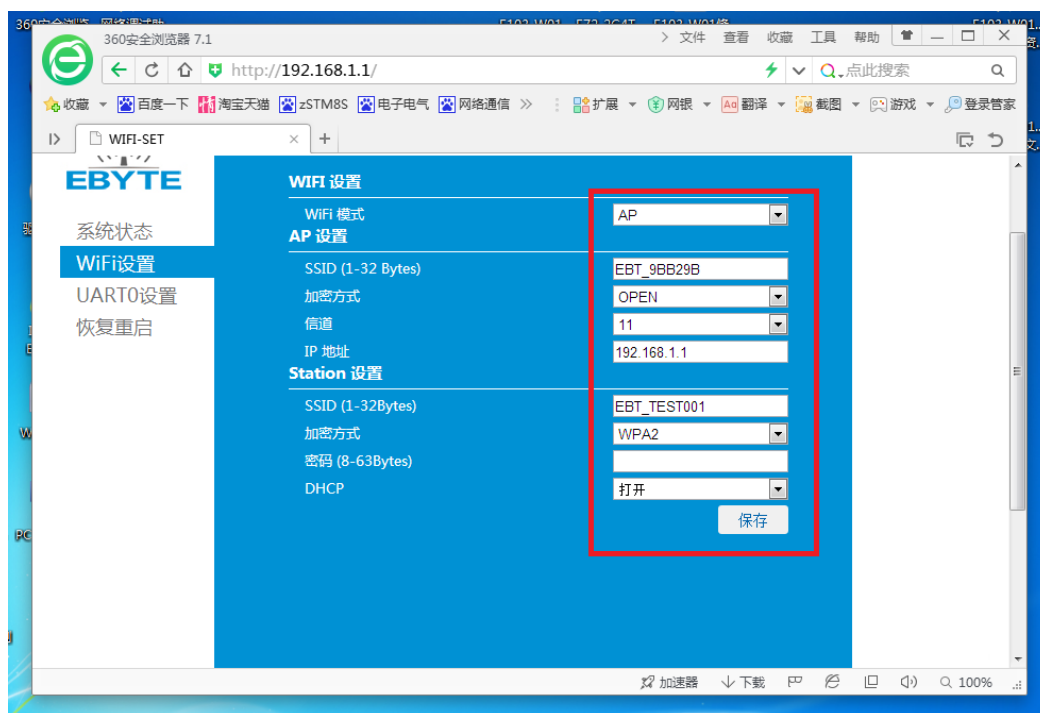 360安全浏览器 7.1
文件 查看 收藏 工具 帮助
http://192.168.1.1/
点此搜索
收藏 百度一下 淘宝天猫 zSTM8S 电子电气 网络通信 扩展 网银 翻译 截图 游戏 登录管家
WIFI-SET
EBYTE
系统状态
WiFi设置
UART0设置
恢复重启
WIFI 设置
WiFi 模式 AP
AP 设置
SSID (1-32 Bytes) EBT_9BB29B
加密方式 OPEN
信道 11
IP 地址 192.168.1.1
Station 设置
SSID (1-32Bytes) EBT_TEST001
加密方式 WPA2
密码 (8-63Bytes)
DHCP 打开
保存
加速器 下载 100%